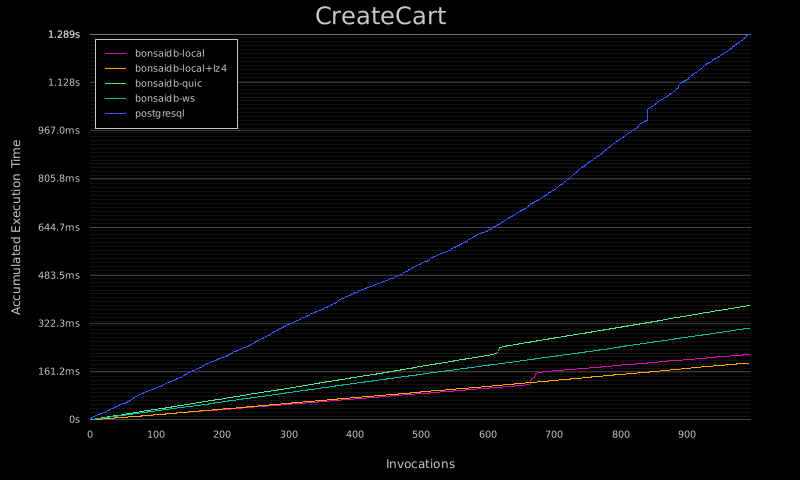 CreateCart
1.289s
1.128s
967.0ms
805.8ms
644.7ms
483.5ms
322.3ms
161.2ms
0s
Accumulated Execution Time
bonsaidb-local
bonsaidb-local+lz4
bonsaidb-quic
bonsaidb-ws
postgresql
0 100 200 300 400 500 600 700 800 900
Invocations